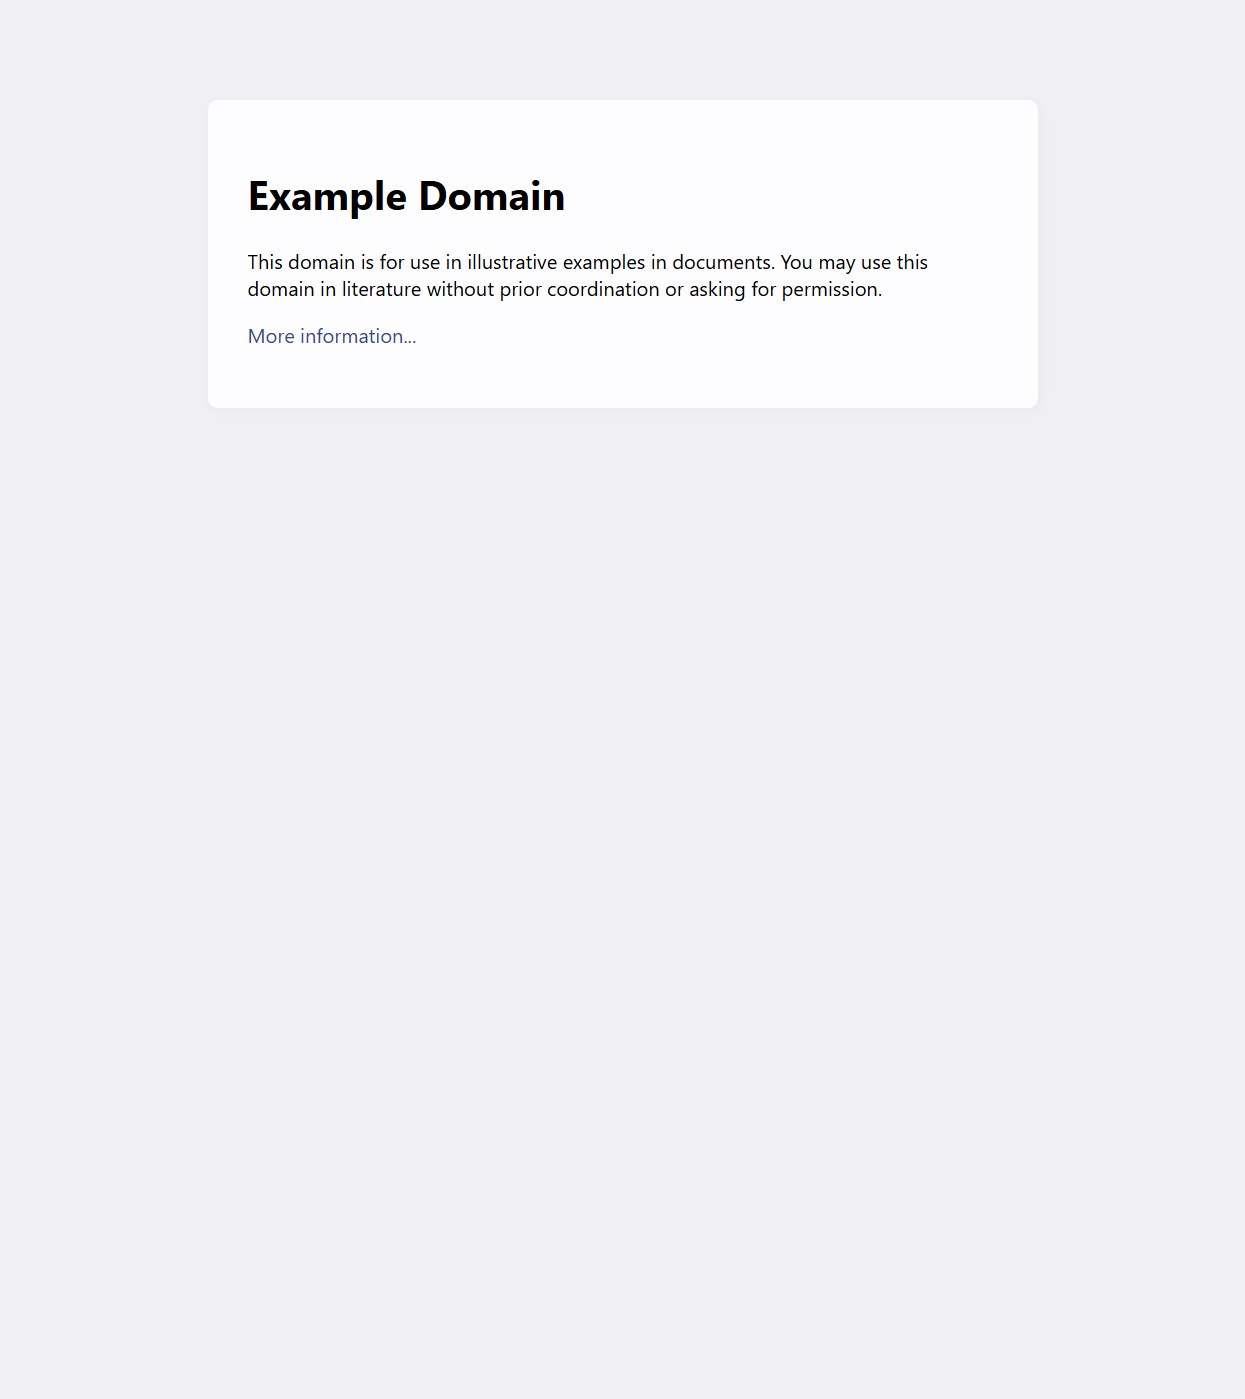 Example Domain
This domain is for use in illustrative examples in documents. You may use this
domain in literature without prior coordination or asking for permission.
More information...